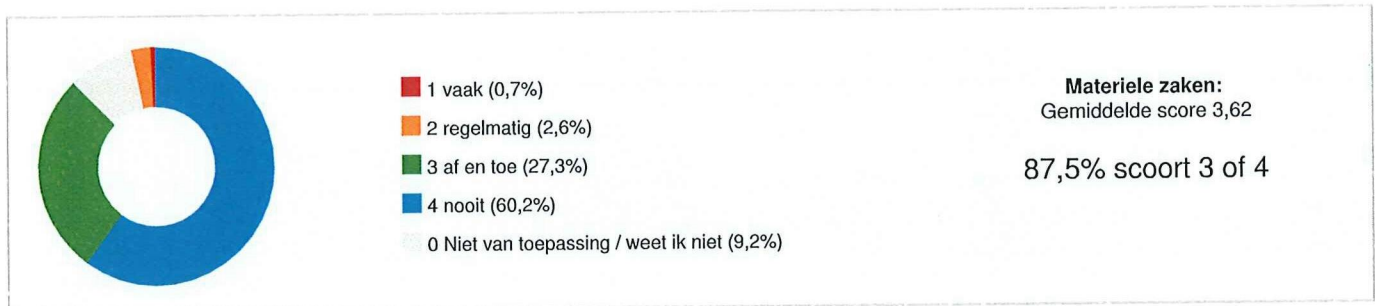 1 vaak (0,7%)
2 regelmatig (2,6%)
3 af en toe (27,3%)
4 nooit (60,2%)
0 Niet van toepassing / weet ik niet (9,2%)
Materiele zaken:
Gemiddelde score 3,62
87,5% scoort 3 of 4